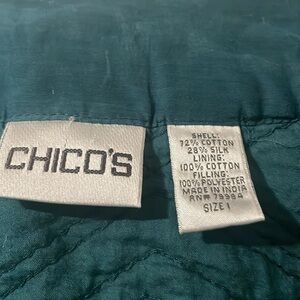 CHICO'S
SHELL:
72% COTTON
28% SILK
LINING:
100% COTTON
FILLING:
100% POLYESTER
MADE IN INDIA
RN# 79984
SIZE 1